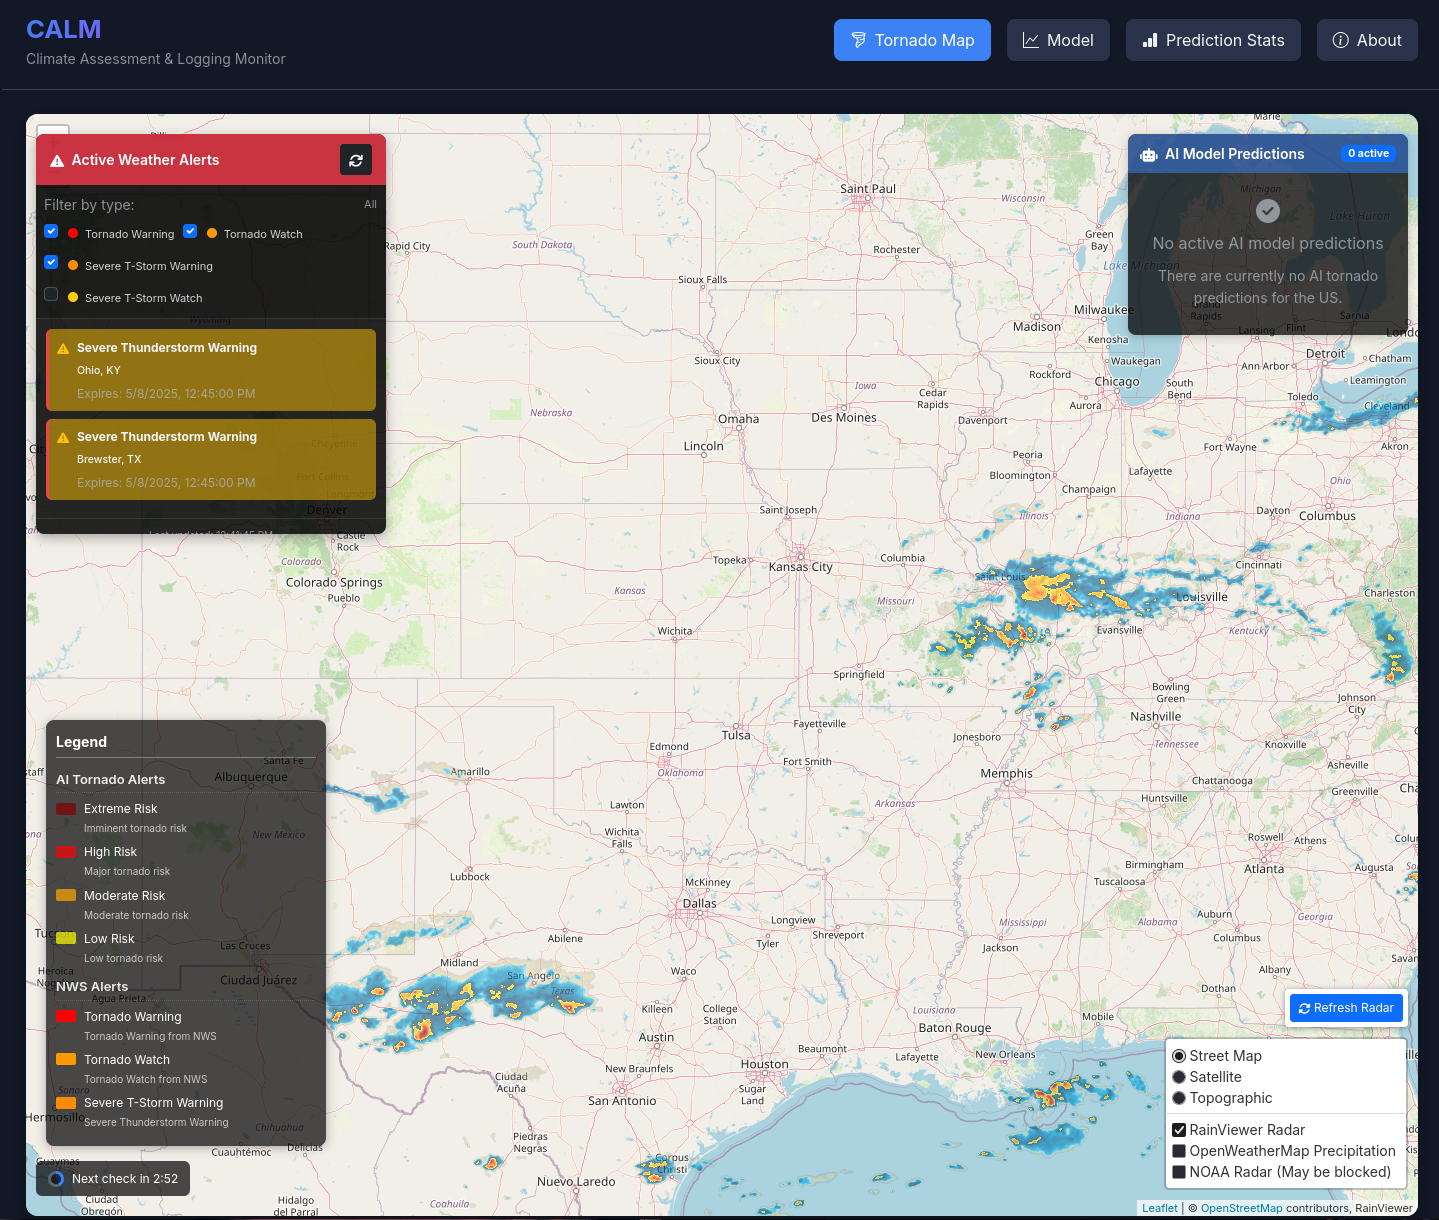 CALM
Climate Assessment & Logging Monitor
Tornado Map
Model
Prediction Stats
About
Active Weather Alerts
Filter by type:
All
Tornado Warning
Tornado Watch
Severe T-Storm Warning
Severe T-Storm Watch
Severe Thunderstorm Warning
Ohio, KY
Expires: 5/8/2025, 12:45:00 PM
Severe Thunderstorm Warning
Brewster, TX
Expires: 5/8/2025, 12:45:00 PM
AI Model Predictions
0 active
No active AI model predictions
There are currently no AI tornado
predictions for the US.
Marie
Michigan
Lake Huron
Saint Paul
Wisconsin
Rapid City
South Dakota
Rochester
Green
Bay
Lake Michigan
Sioux Falls
Wyoming
Madison
Milwaukee
Grand
Rapids
Lansing
Flint
Sarnia
Kenosha
Waukegan
Detroit
Chatham
Sioux City
Rockford
Chicago
South
Bend
Ann Arbor
Leamington
Iowa
Cedar
Rapids
Aurora
Toledo
Cleveland
Nebraska
Omaha
Des Moines
Davenport
Cheyenne
Lincoln
Fort Wayne
Akron
Peoria
Fort Collins
Longmont
Bloomington
Lafayette
Ohio
Champaign
Denver
Saint Joseph
Illinois
Indiana
Dayton
Columbus
Castle
Rock
Colorado
Topeka
Kansas City
Columbia
Cincinnati
Colorado Springs
Saint Louis
Pueblo
Kansas
Missouri
Louisville
Charleston
Wichita
Evansville
Kentucky
Springfield
Bowling
Green
Johnson
City
Fayetteville
Nashville
Tulsa
Jonesboro
Edmond
Tennessee
Knoxville
Santa Fe
Albuquerque
Amarillo
Oklahoma
Fort Smith
Memphis
Asheville
Chattanooga
Huntsville
Greenville
Lawton
Arkansas
New Mexico
Wichita
Falls
Roswell
Athens
Lubbock
McKinney
Birmingham
Atlanta
Augusta
Tuscaloosa
Dallas
Longview
Mississippi
Alabama
Auburn
Georgia
Las Cruces
Abilene
Tyler
Shreveport
Jackson
Columbus
Ciudad Juárez
Midland
San Angelo
Waco
Albany
Agua Prieta
Texas
Dothan
Killeen
College
Station
Louisiana
Mobile
Austin
Baton Rouge
New Braunfels
Beaumont
Lafayette
New Orleans
Houston
Sugar
Land
Ciudad
Acuña
San Antonio
Sonora
Hermosillo
Chihuahua
Cuauhtémoc
Delicias
Piedras
Negras
Guaymas
Corpus
Christi
Nuevo Laredo
Ciudad
Obregón
Hidalgo
del Parral
Coahuila
Legend
AI Tornado Alerts
Extreme Risk
Imminent tornado risk
High Risk
Major tornado risk
Moderate Risk
Moderate tornado risk
Low Risk
Low tornado risk
NWS Alerts
Tornado Warning
Tornado Warning from NWS
Tornado Watch
Tornado Watch from NWS
Severe T-Storm Warning
Severe Thunderstorm Warning
Next check in 2:52
Refresh Radar
Street Map
Satellite
Topographic
RainViewer Radar
OpenWeatherMap Precipitation
NOAA Radar (May be blocked)
Leaflet | © OpenStreetMap contributors, RainViewer